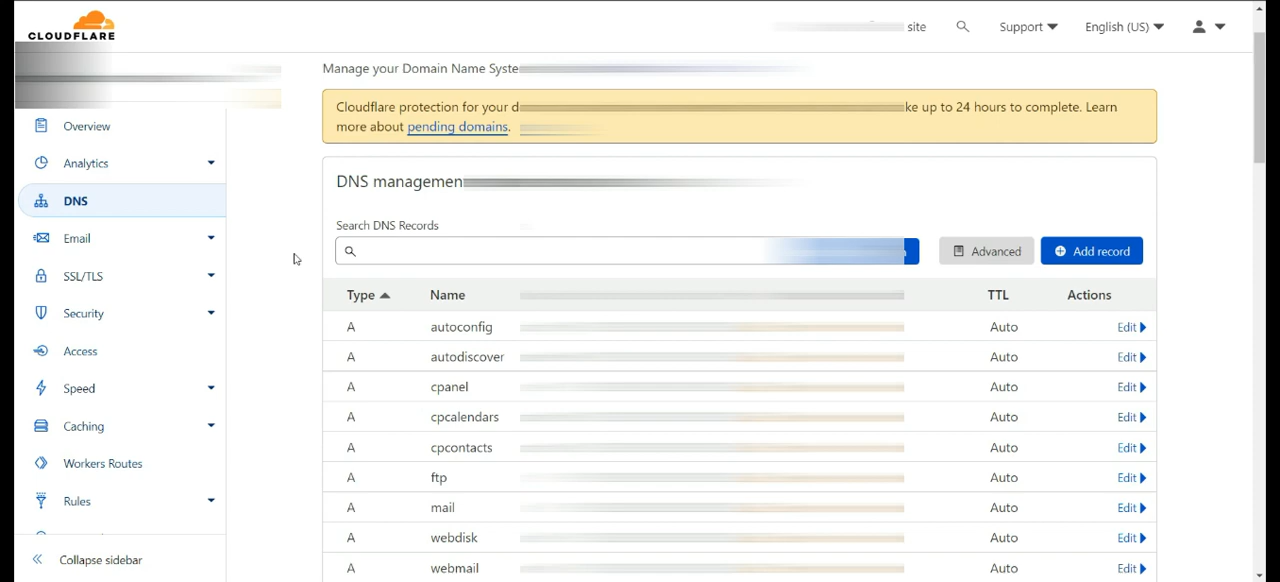 CLOUDFLARE
site
Support
English (US)
Manage your Domain Name Syste
Cloudflare protection for your d
ke up to 24 hours to complete. Learn
more about pending domains.
Overview
Analytics
DNS
Email
SSL/TLS
Security
Access
Speed
Caching
Workers Routes
Rules
Collapse sidebar
DNS managemen
Search DNS Records
Advanced
Add record
Type Name TTL Actions
A autoconfig Auto Edit
A autodiscover Auto Edit
A cpanel Auto Edit
A cpcalendars Auto Edit
A cpcontacts Auto Edit
A ftp Auto Edit
A mail Auto Edit
A webdisk Auto Edit
A webmail Auto Edit